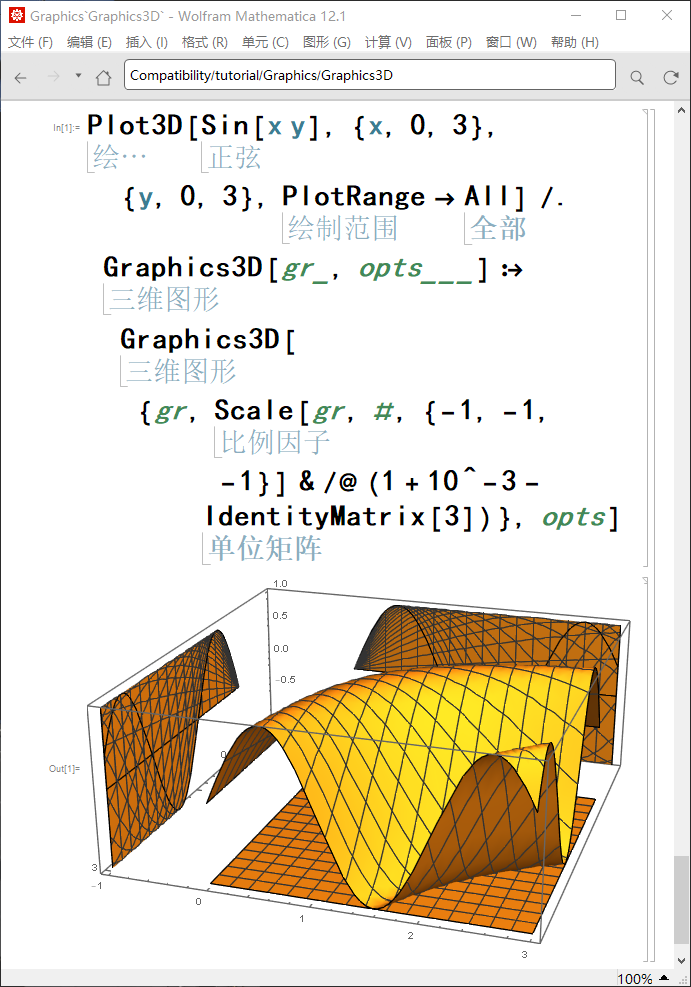 Graphics`Graphics3D` - Wolfram Mathematica 12.1
文件 (F) 编辑 (E) 插入 (I) 格式 (R) 单元 (C) 图形 (G) 计算 (V) 面板 (P) 窗口 (W) 帮助 (H)
Compatibility/tutorial/Graphics/Graphics3D
In[1]:= Plot3D[Sin[x y], {x, 0, 3},
绘… 正弦
{y, 0, 3}, PlotRange → All] /.
绘制范围 全部
Graphics3D[gr_, opts___] :→
三维图形
Graphics3D[
三维图形
{gr, Scale[gr, #, {-1, -1,
比例因子
-1}] & /@ (1 + 10^-3 -
IdentityMatrix[3])}, opts]
单位矩阵
1.0
0.5
0.0
-0.5
0
Out[1]=
3
-1
0
1
2
3
100%